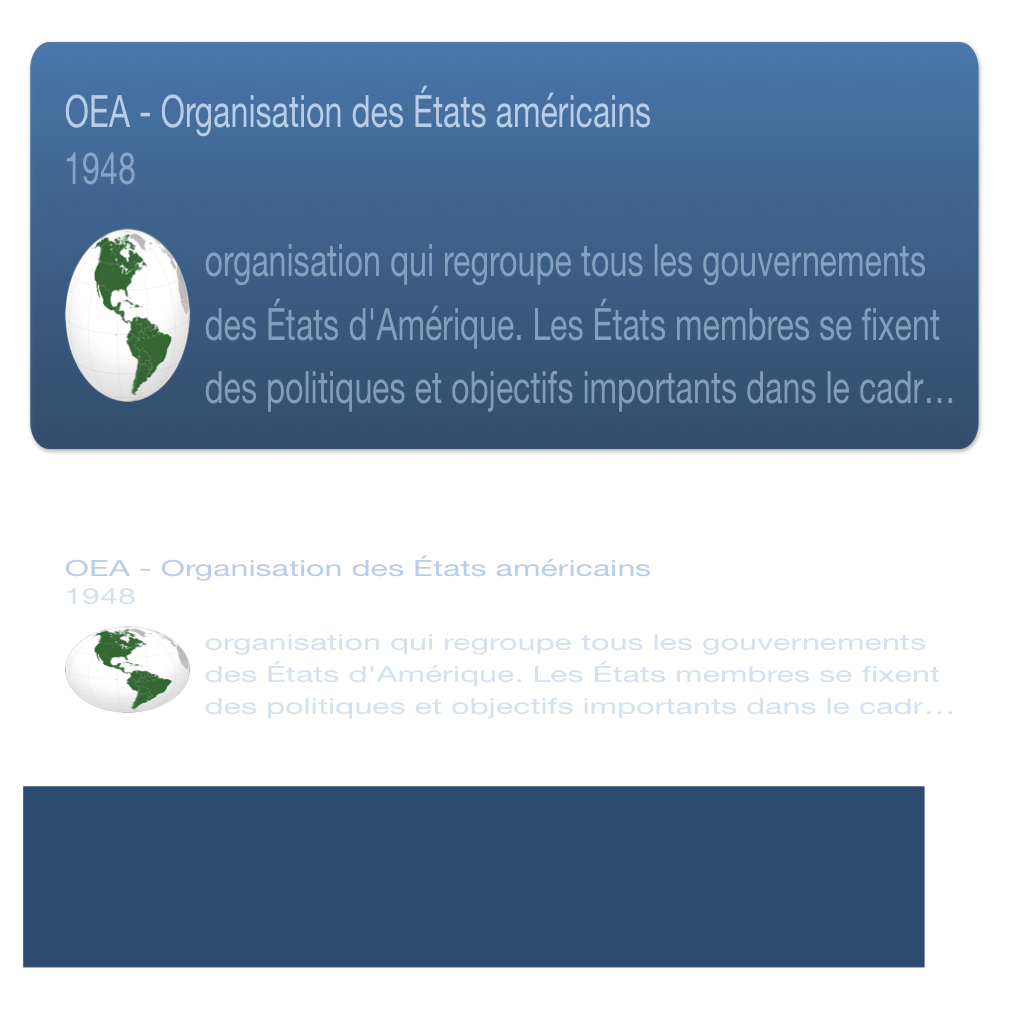 OEA - Organisation des États américains
1948
organisation qui regroupe tous les gouvernements
des États d'Amérique. Les États membres se fixent
des politiques et objectifs importants dans le cadr...
OEA - Organisation des États américains
1948
organisation qui regroupe tous les gouvernements
des États d'Amérique. Les États membres se fixent
des politiques et objectifs importants dans le cadr...